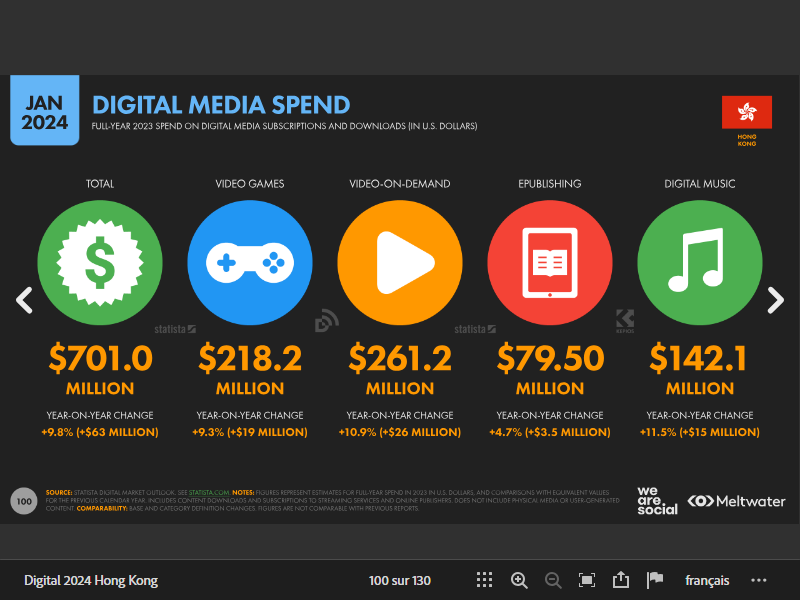 JAN
2024
DIGITAL MEDIA SPEND
FULL-YEAR 2023 SPEND ON DIGITAL MEDIA SUBSCRIPTIONS AND DOWNLOADS (IN U.S. DOLLARS)
HONG
KONG
TOTAL
VIDEO GAMES
VIDEO-ON-DEMAND
EPUBLISHING
DIGITAL MUSIC
$
statista
statista
KEPIOS
$701.0
MILLION
$218.2
MILLION
$261.2
MILLION
$79.50
MILLION
$142.1
MILLION
YEAR-ON-YEAR CHANGE
+9.8% (+$63 MILLION)
YEAR-ON-YEAR CHANGE
+9.3% (+$19 MILLION)
YEAR-ON-YEAR CHANGE
+10.9% (+$26 MILLION)
YEAR-ON-YEAR CHANGE
+4.7% (+$3.5 MILLION)
YEAR-ON-YEAR CHANGE
+11.5% (+$15 MILLION)
100
SOURCE: STATISTA DIGITAL MARKET OUTLOOK. SEE STATISTA.COM. NOTES: FIGURES REPRESENT ESTIMATES FOR FULL-YEAR SPEND IN 2023 IN U.S. DOLLARS, AND COMPARISONS WITH EQUIVALENT VALUES
FOR THE PREVIOUS CALENDAR YEAR. INCLUDES CONTENT DOWNLOADS AND SUBSCRIPTIONS TO STREAMING SERVICES AND ONLINE PUBLISHERS. DOES NOT INCLUDE PHYSICAL MEDIA OR USER-GENERATED
CONTENT. COMPARABILITY: BASE AND CATEGORY DEFINITION CHANGES. FIGURES ARE NOT COMPARABLE WITH PREVIOUS REPORTS.
we
are.
social
Meltwater
Digital 2024 Hong Kong
100 sur 130
français